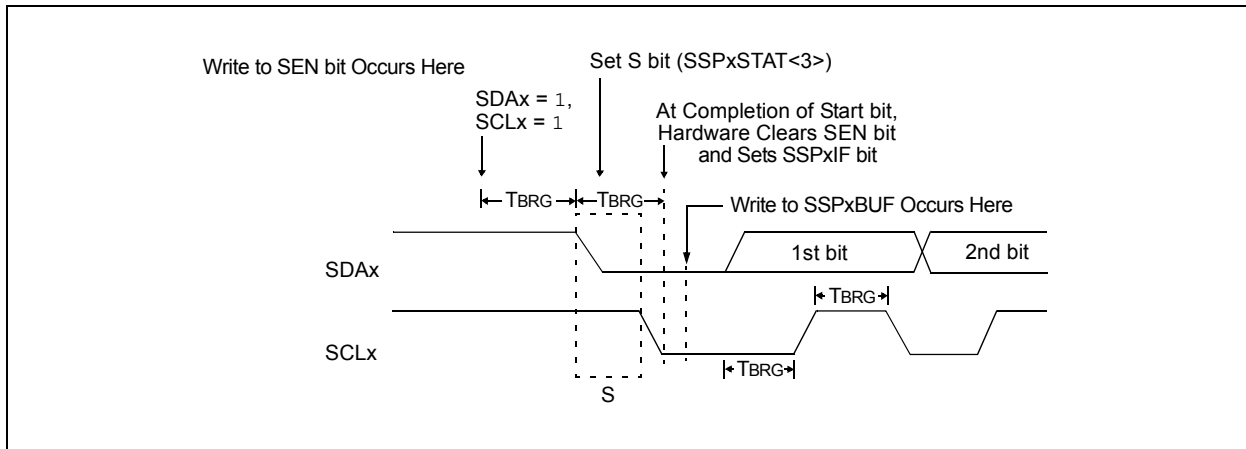 Write to SEN bit Occurs Here
Set S bit (SSPxSTAT<3>)
SDAx = 1,
SCLx = 1
At Completion of Start bit,
Hardware Clears SEN bit
and Sets SSPxIF bit
TBRG
TBRG
Write to SSPxBUF Occurs Here
SDAx
1st bit
2nd bit
TBRG
SCLx
TBRG
S